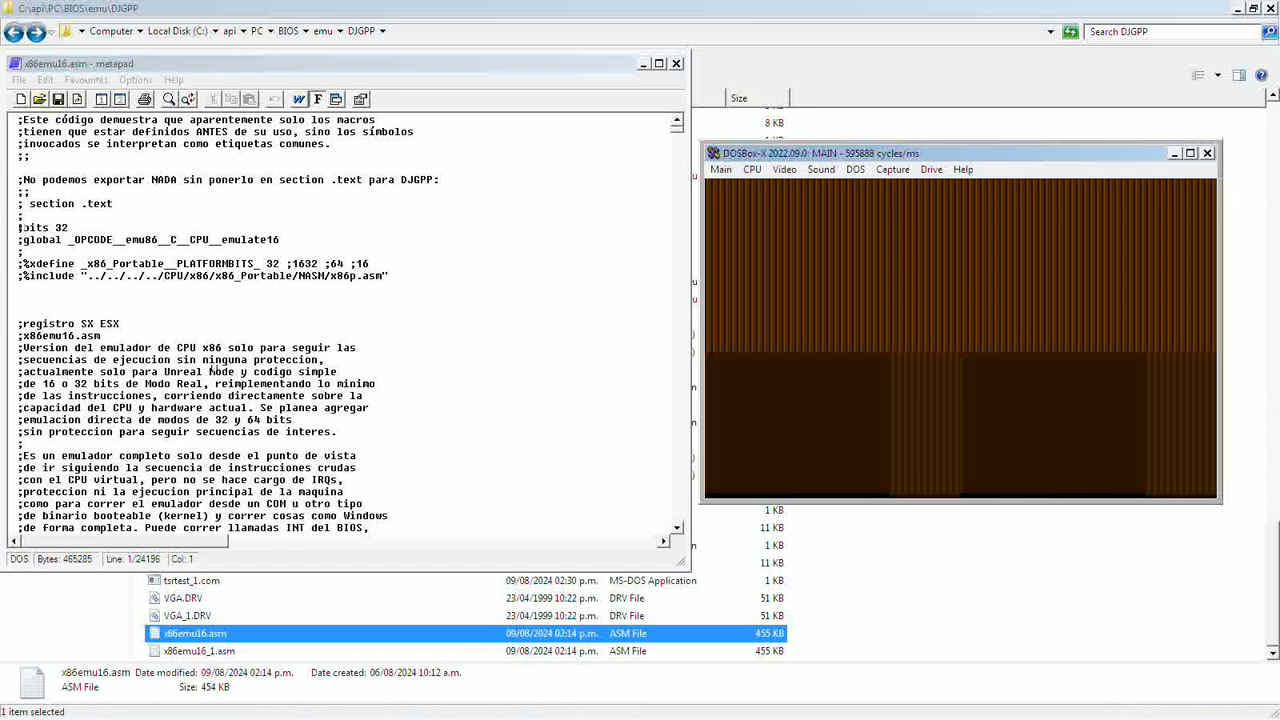 C:\api\PC\BIOS\emu\DJGPP
Computer Local Disk (C:) api PC BIOS emu DJGPP
Search DJGPP
x86emu16.asm - metapad
File Edit Favourites Options Help
;Este código demuestra que aparentemente solo los macros
;tienen que estar definidos ANTES de su uso, sino los símbolos
;invocados se interpretan como etiquetas comunes.
;;
;No podemos exportar NADA sin ponerlo en section .text para DJGPP:
;;
; section .text
;
bits 32
;global _OPCODE__emu86__C__CPU__emulate16
;
;%xdefine _x86_Portable__PLATFORMBITS_ 32 ;1632 ;64 ;16
;%include "../../../../CPU/x86/x86_Portable/NASM/x86p.asm"
;registro SX ESX
;x86emu16.asm
;Version del emulador de CPU x86 solo para seguir las
;secuencias de ejecucion sin ninguna proteccion,
;actualmente solo para Unreal Mode y codigo simple
;de 16 o 32 bits de Modo Real, reimplementando lo minimo
;de las instrucciones, corriendo directamente sobre la
;capacidad del CPU y hardware actual. Se planea agregar
;emulacion directa de modos de 32 y 64 bits
;sin proteccion para seguir secuencias de interes.
;
;Es un emulador completo solo desde el punto de vista
;de ir siguiendo la secuencia de instrucciones crudas
;con el CPU virtual, pero no se hace cargo de IRQs,
;proteccion ni la ejecucion principal de la maquina
;como para correr el emulador desde un COM u otro tipo
;de binario booteable (kernel) y correr cosas como Windows
;de forma completa. Puede correr llamadas INT del BIOS,
DOS Bytes: 465285 Line: 1/24196 Col: 1
Size
8 KB
DOSBox-X 2022.09.0: MAIN - 595888 cycles/ms
Main CPU Video Sound DOS Capture Drive Help
1 KB
11 KB
1 KB
11 KB
tsrtest_1.com 09/08/2024 02:30 p.m. MS-DOS Application 1 KB
VGA.DRV 23/04/1999 10:22 p.m. DRV File 51 KB
VGA_1.DRV 23/04/1999 10:22 p.m. DRV File 51 KB
x86emu16.asm 09/08/2024 02:14 p.m. ASM File 455 KB
x86emu16_1.asm 09/08/2024 02:14 p.m. ASM File 455 KB
x86emu16.asm Date modified: 09/08/2024 02:14 p.m. Date created: 06/08/2024 10:12 a.m.
ASM File Size: 454 KB
1 item selected